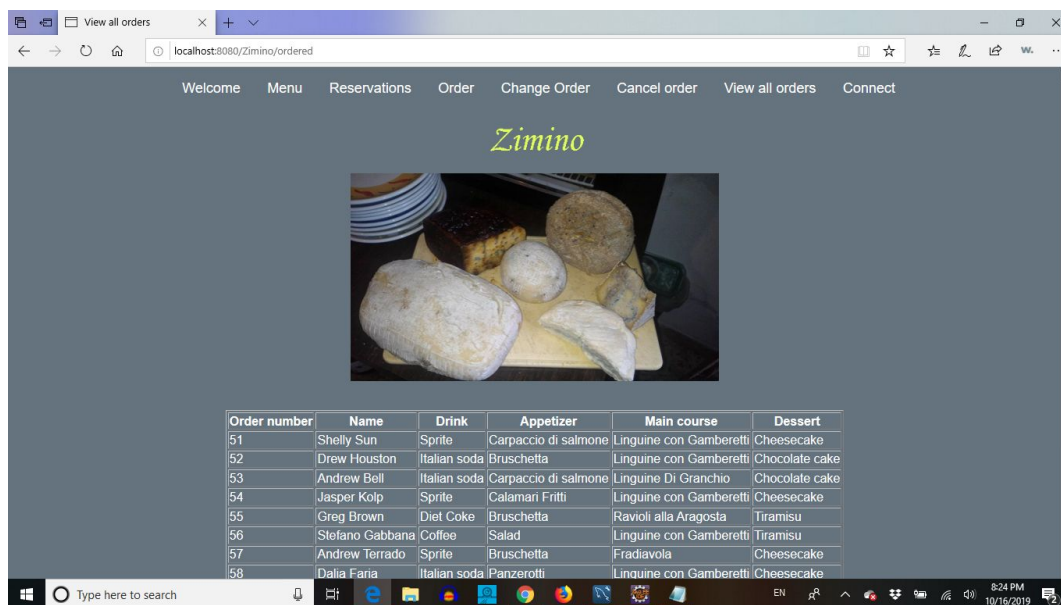 View all orders
localhost:8080/Zimino/ordered
W.
Welcome Menu Reservations Order Change Order Cancel order View all orders Connect
Zimino
Order number Name Drink Appetizer Main course Dessert
51 Shelly Sun Sprite Carpaccio di salmone Linguine con Gamberetti Cheesecake
52 Drew Houston Italian soda Bruschetta Linguine con Gamberetti Chocolate cake
53 Andrew Bell Italian soda Carpaccio di salmone Linguine Di Granchio Chocolate cake
54 Jasper Kolp Sprite Calamari Fritti Linguine con Gamberetti Cheesecake
55 Greg Brown Diet Coke Bruschetta Ravioli alla Aragosta Tiramisu
56 Stefano Gabbana Coffee Salad Linguine con Gamberetti Tiramisu
57 Andrew Terrado Sprite Bruschetta Fradiavola Cheesecake
58 Dalia Faria Italian soda Panzerotti Linguine con Gamberetti Cheesecake
Type here to search EN 8:24 PM
10/16/2019